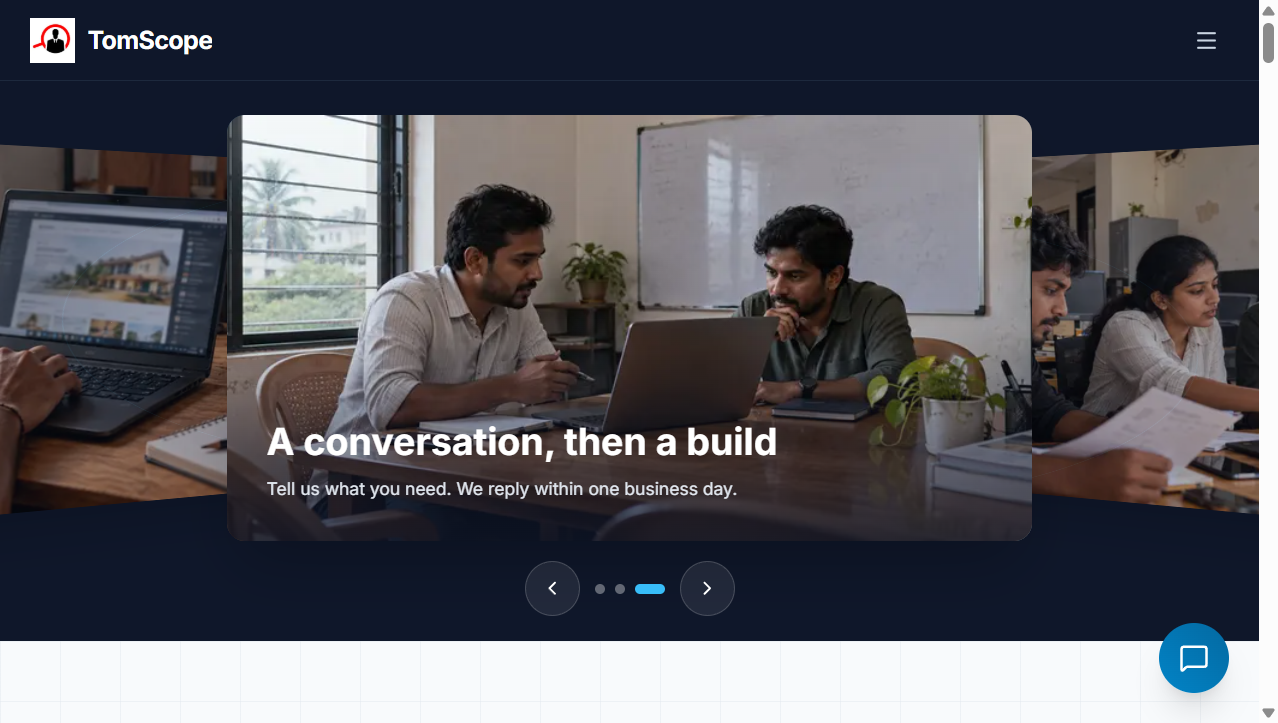 TomScope
A conversation, then a build
Tell us what you need. We reply within one business day.